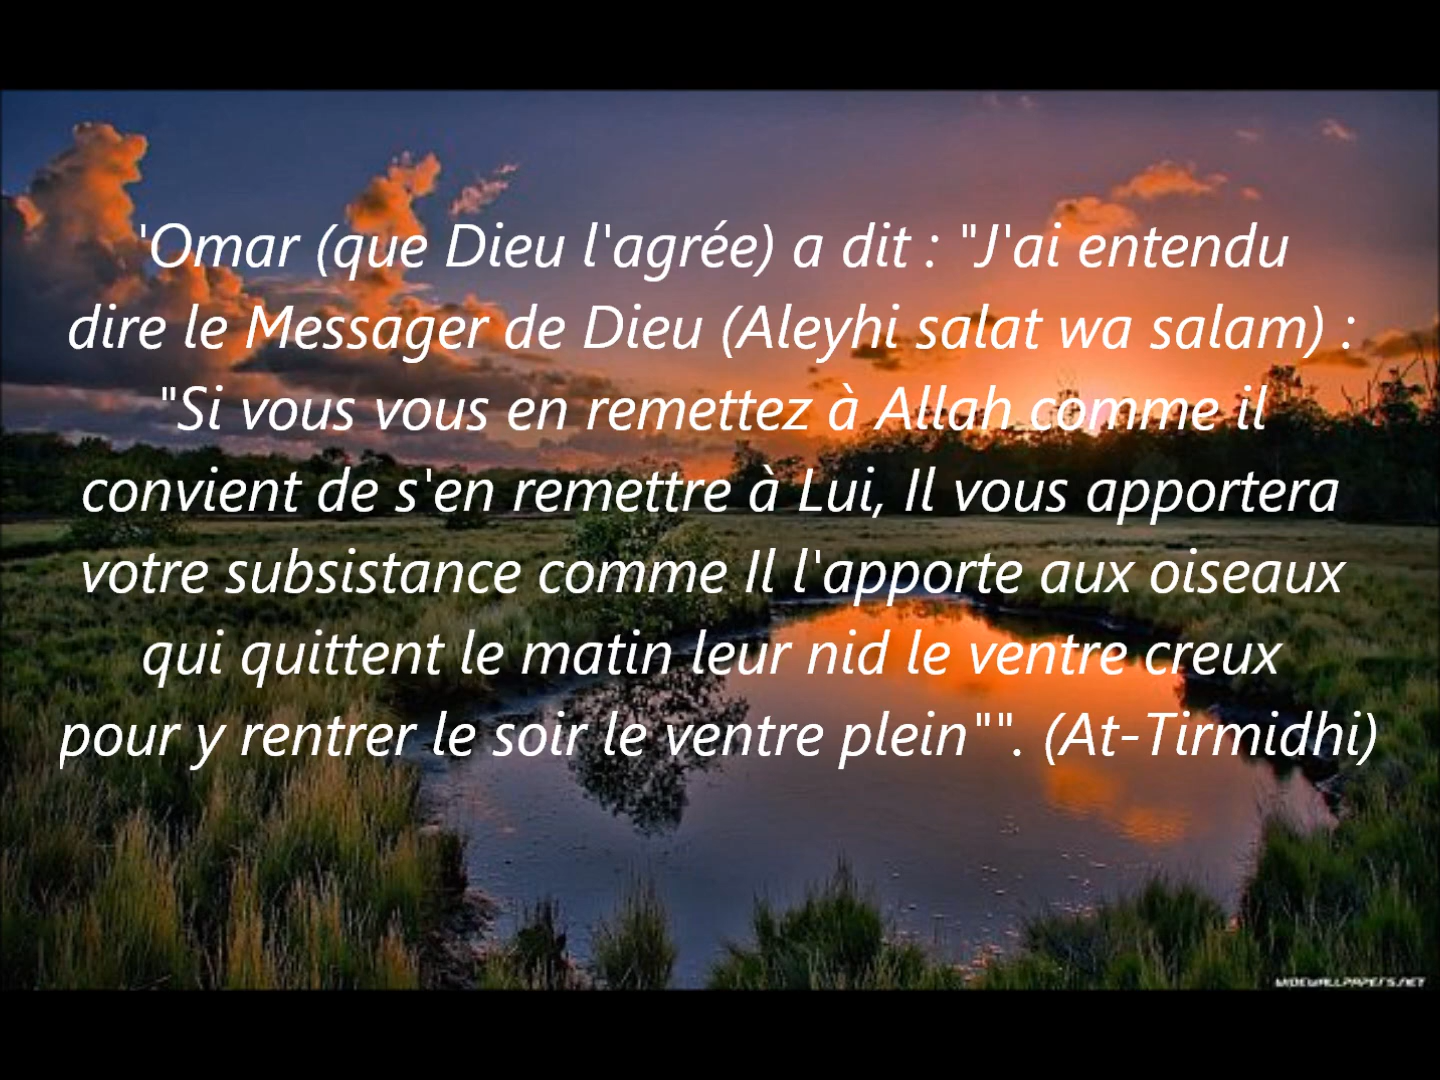 'Omar (que Dieu l'agrée) a dit : "J'ai entendu
dire le Messager de Dieu (Aleyhi salat wa salam) :
"Si vous vous en remettez à Allah comme il
convient de s'en remettre à Lui, Il vous apportera
votre subsistance comme Il l'apporte aux oiseaux
qui quittent le matin leur nid le ventre creux
pour y rentrer le soir le ventre plein"". (At-Tirmidhi)
WIDEWALLPAPERS.NET